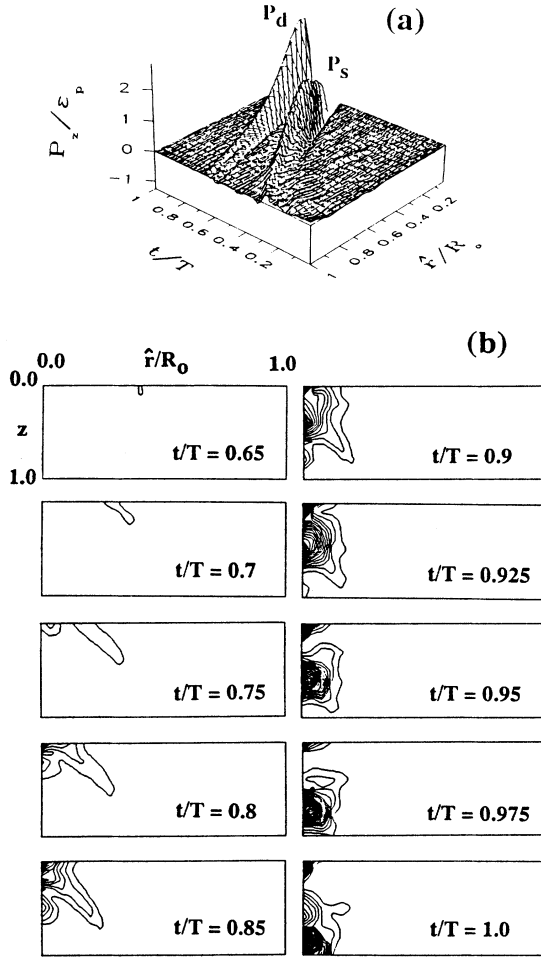 P_d
(a)
P_s
P_z/ε_p
2
1
0
−1
1
0.8
0.6
0.4
0.2
t/T
1
0.8
0.6
0.4
0.2
r̂/R_o
(b)
0.0 r̂/R_o 1.0
0.0
z
1.0
t/T = 0.65
t/T = 0.7
t/T = 0.75
t/T = 0.8
t/T = 0.85
t/T = 0.9
t/T = 0.925
t/T = 0.95
t/T = 0.975
t/T = 1.0